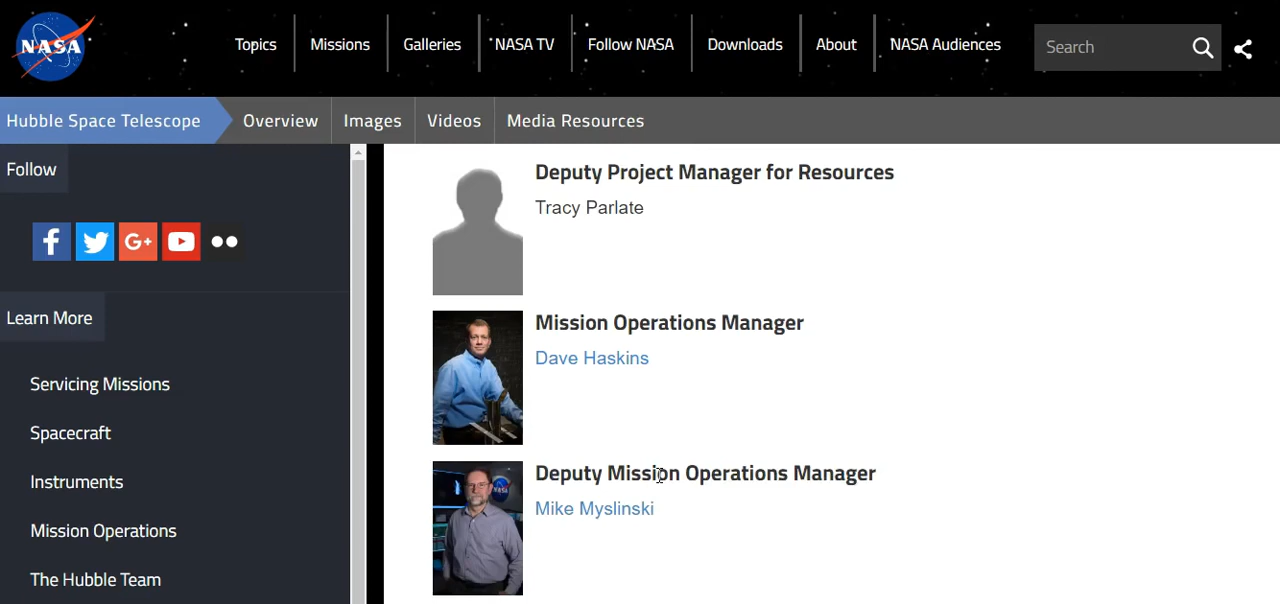 NASA
Topics
Missions
Galleries
NASA TV
Follow NASA
Downloads
About
NASA Audiences
Search
Hubble Space Telescope
Overview
Images
Videos
Media Resources
Follow
f
G+
Learn More
Servicing Missions
Spacecraft
Instruments
Mission Operations
The Hubble Team
Deputy Project Manager for Resources
Tracy Parlate
Mission Operations Manager
Dave Haskins
Deputy Mission Operations Manager
Mike Myslinski
NASA